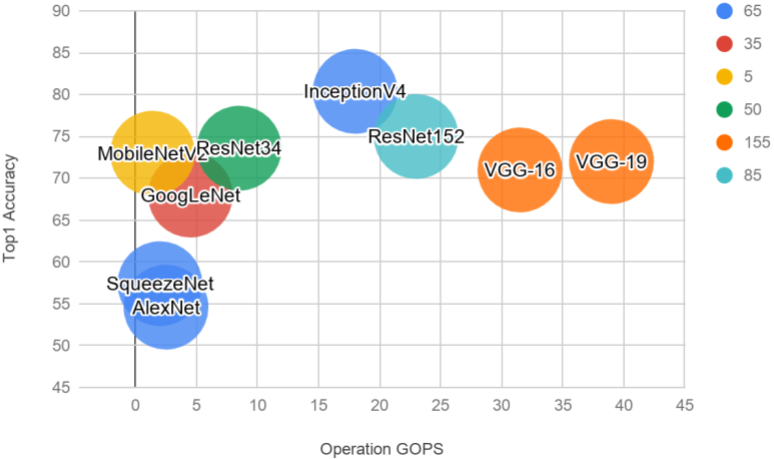 90
65
85
35
80
InceptionV4
5
75
ResNet152
50
MobileNetV2
ResNet34
70
VGG-16
VGG-19
155
GoogLeNet
85
65
60
SqueezeNet
55
AlexNet
50
45
0 5 10 15 20 25 30 35 40 45
Operation GOPS
Top1 Accuracy